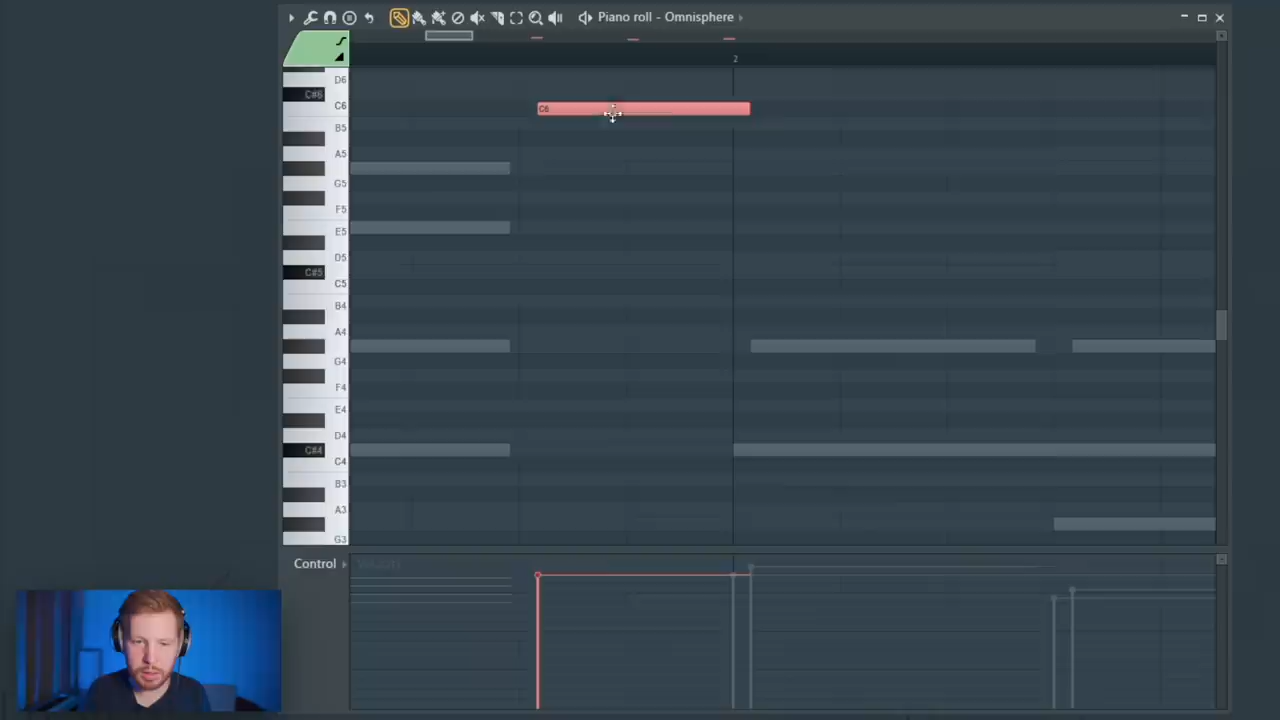 Piano roll - Omnisphere
2
D6
C#6
C6
C6
B5
A5
G5
F5
E5
D5
C#5
C5
B4
A4
G4
F4
E4
D4
C#4
C4
B3
A3
G3
Control
Velocity